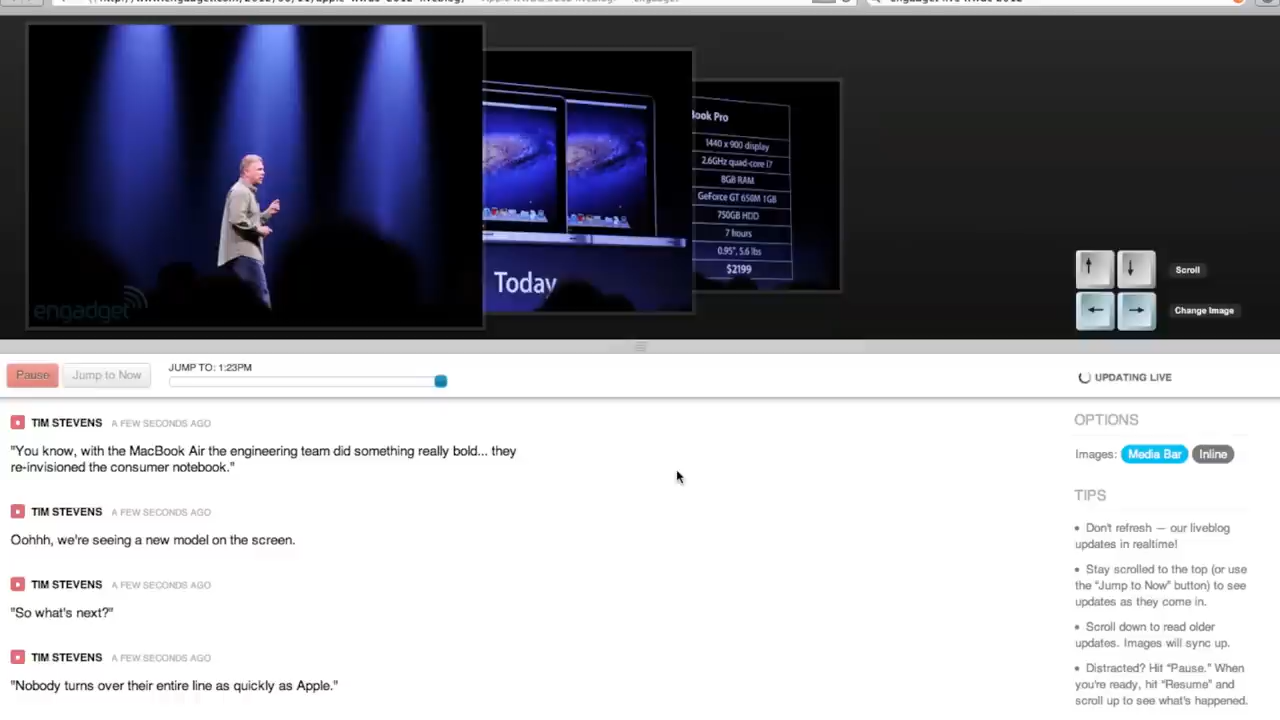 Book Pro
1440 x 900 display
2.6GHz quad-core i7
8GB RAM
GeForce GT 650M 1GB
750GB HDD
7 hours
0.95", 5.6 lbs
$2199
Today
engadget
Scroll
Change Image
Pause
Jump to Now
JUMP TO: 1:23PM
UPDATING LIVE
TIM STEVENS A FEW SECONDS AGO
"You know, with the MacBook Air the engineering team did something really bold... they
re-invisioned the consumer notebook."
TIM STEVENS A FEW SECONDS AGO
Oohhh, we're seeing a new model on the screen.
TIM STEVENS A FEW SECONDS AGO
"So what's next?"
TIM STEVENS A FEW SECONDS AGO
"Nobody turns over their entire line as quickly as Apple."
OPTIONS
Images: Media Bar Inline
TIPS
• Don't refresh — our liveblog
updates in realtime!
• Stay scrolled to the top (or use
the "Jump to Now" button) to see
updates as they come in.
• Scroll down to read older
updates. Images will sync up.
• Distracted? Hit "Pause." When
you're ready, hit "Resume" and
scroll up to see what's happened.